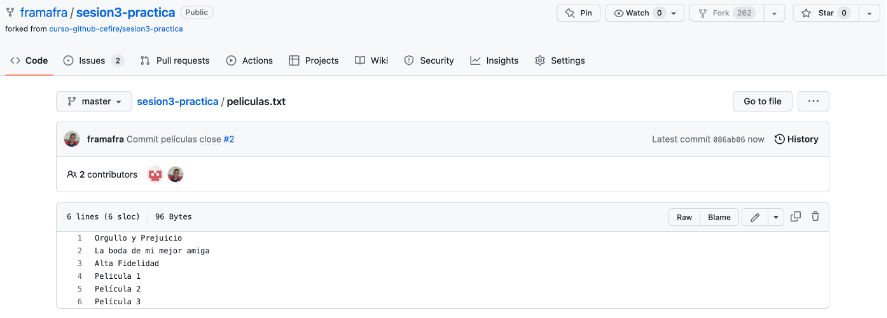 framafra / sesion3-practica Public Pin Watch 0 Fork 262 Star 0
forked from curso-github-cefire/sesion3-practica
Code Issues 2 Pull requests Actions Projects Wiki Security Insights Settings
master sesion3-practica / peliculas.txt Go to file ...
framafra Commit películas close #2 Latest commit 086ab06 now History
2 contributors
6 lines (6 sloc) 96 Bytes Raw Blame
1 Orgullo y Prejuicio
2 La boda de mi mejor amiga
3 Alta Fidelidad
4 Pelicula 1
5 Película 2
6 Película 3